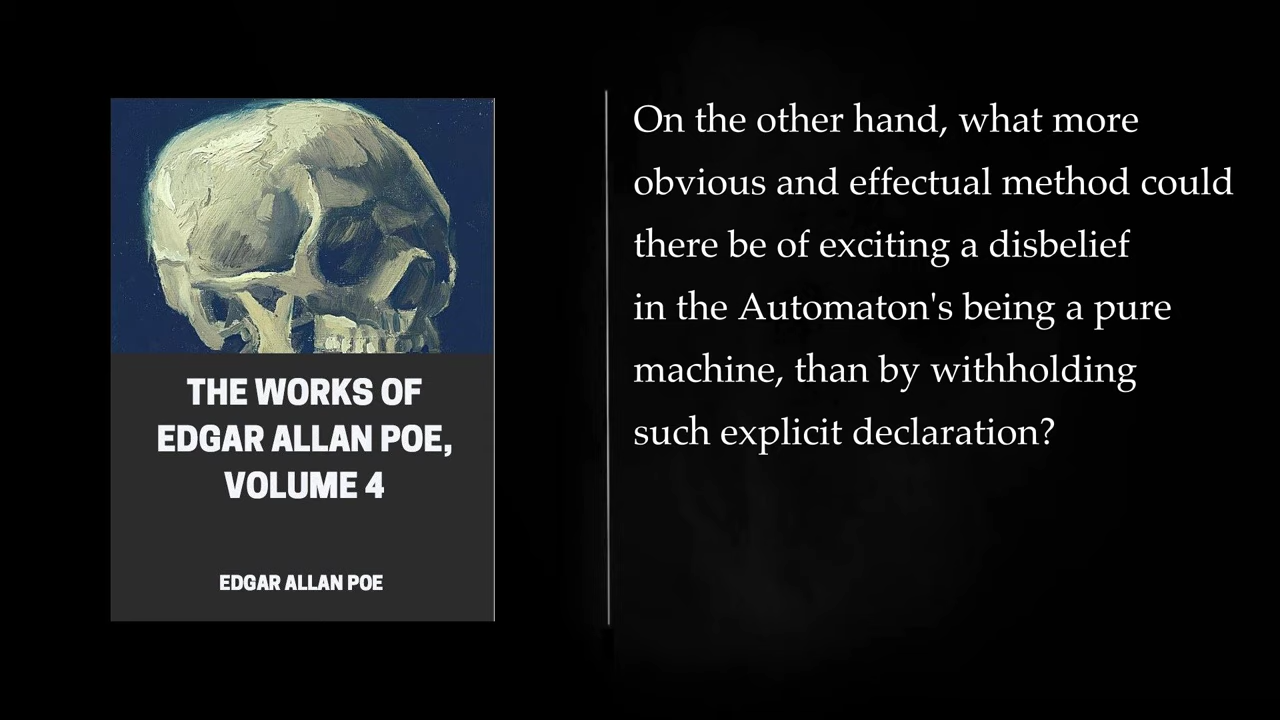 THE WORKS OF
EDGAR ALLAN POE,
VOLUME 4
EDGAR ALLAN POE
On the other hand, what more
obvious and effectual method could
there be of exciting a disbelief
in the Automaton's being a pure
machine, than by withholding
such explicit declaration?